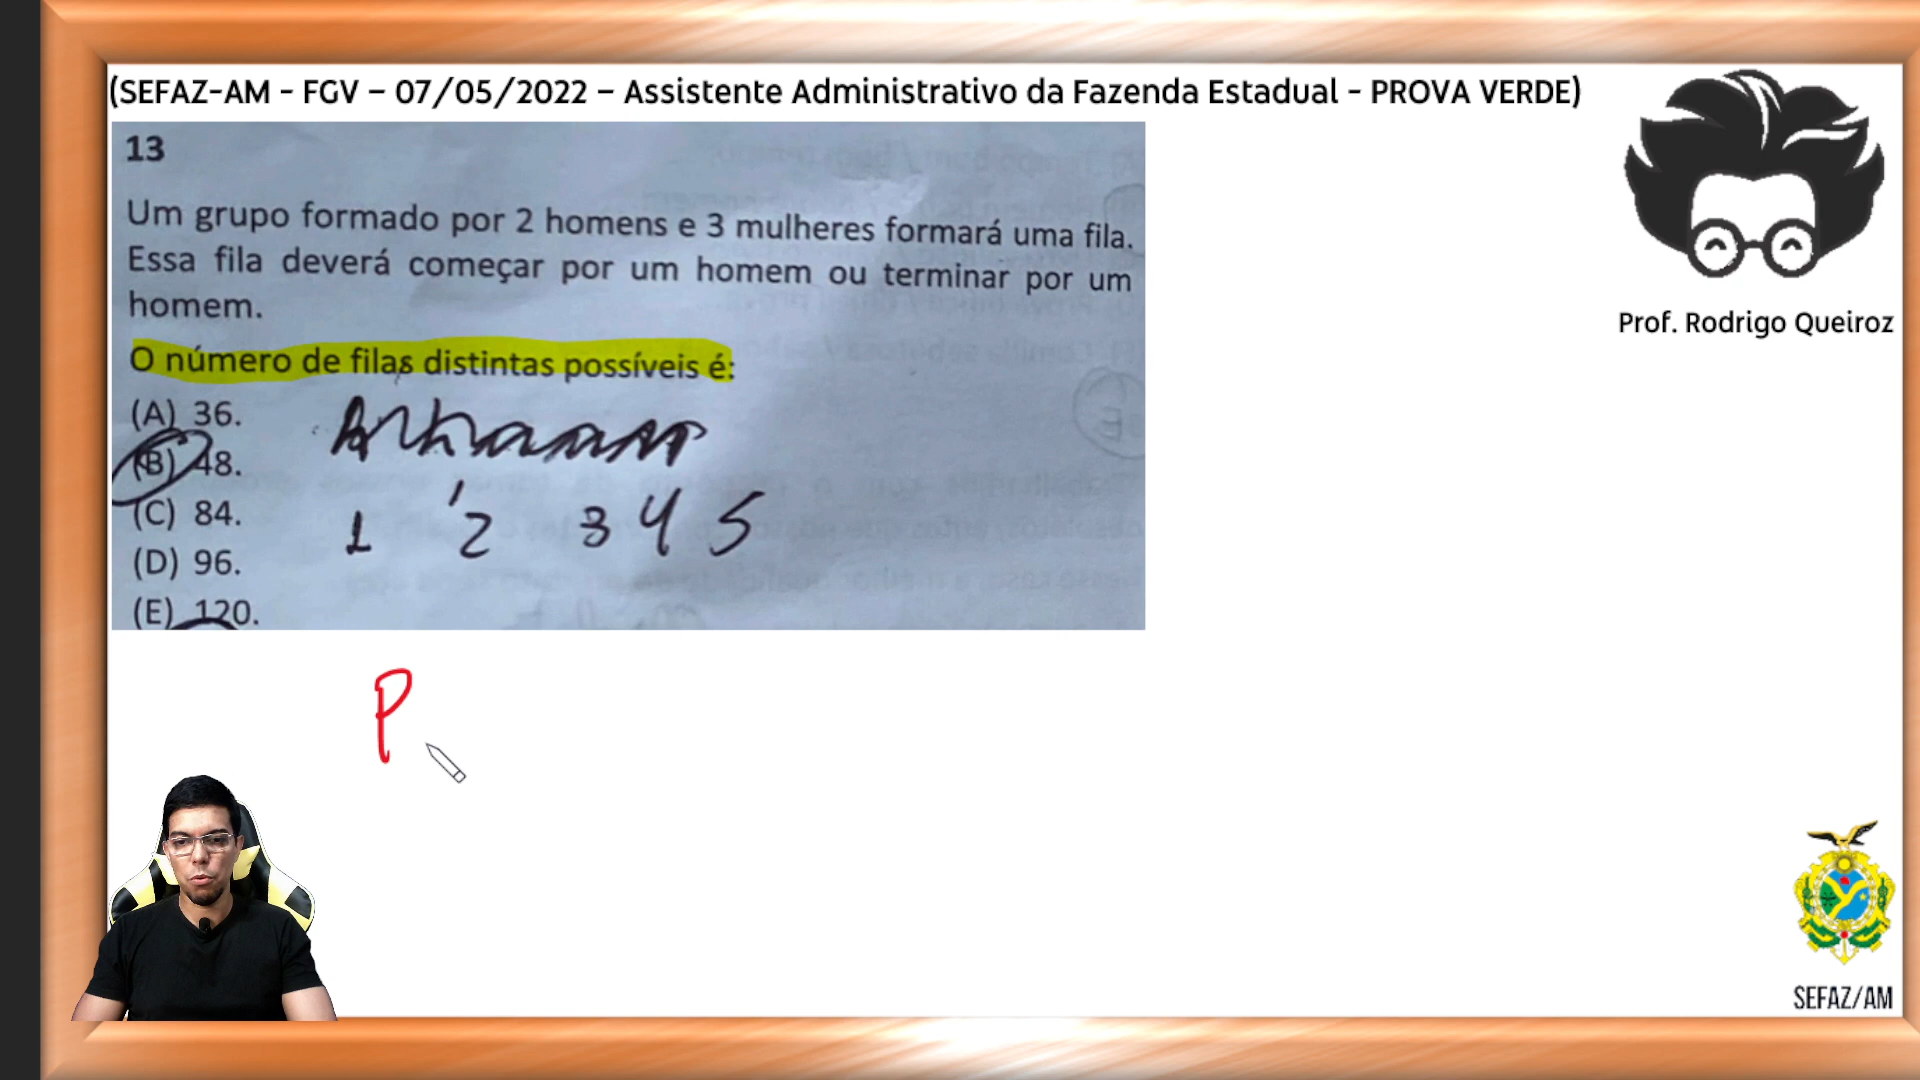 (SEFAZ-AM - FGV – 07/05/2022 – Assistente Administrativo da Fazenda Estadual - PROVA VERDE)
13
Um grupo formado por 2 homens e 3 mulheres formará uma fila.
Essa fila deverá começar por um homem ou terminar por um
homem.
O número de filas distintas possíveis é:
(A) 36.
(B) 48.
(C) 84.
(D) 96.
(E) 120.
1 2 3 4 5
P
Prof. Rodrigo Queiroz
SEFAZ/AM